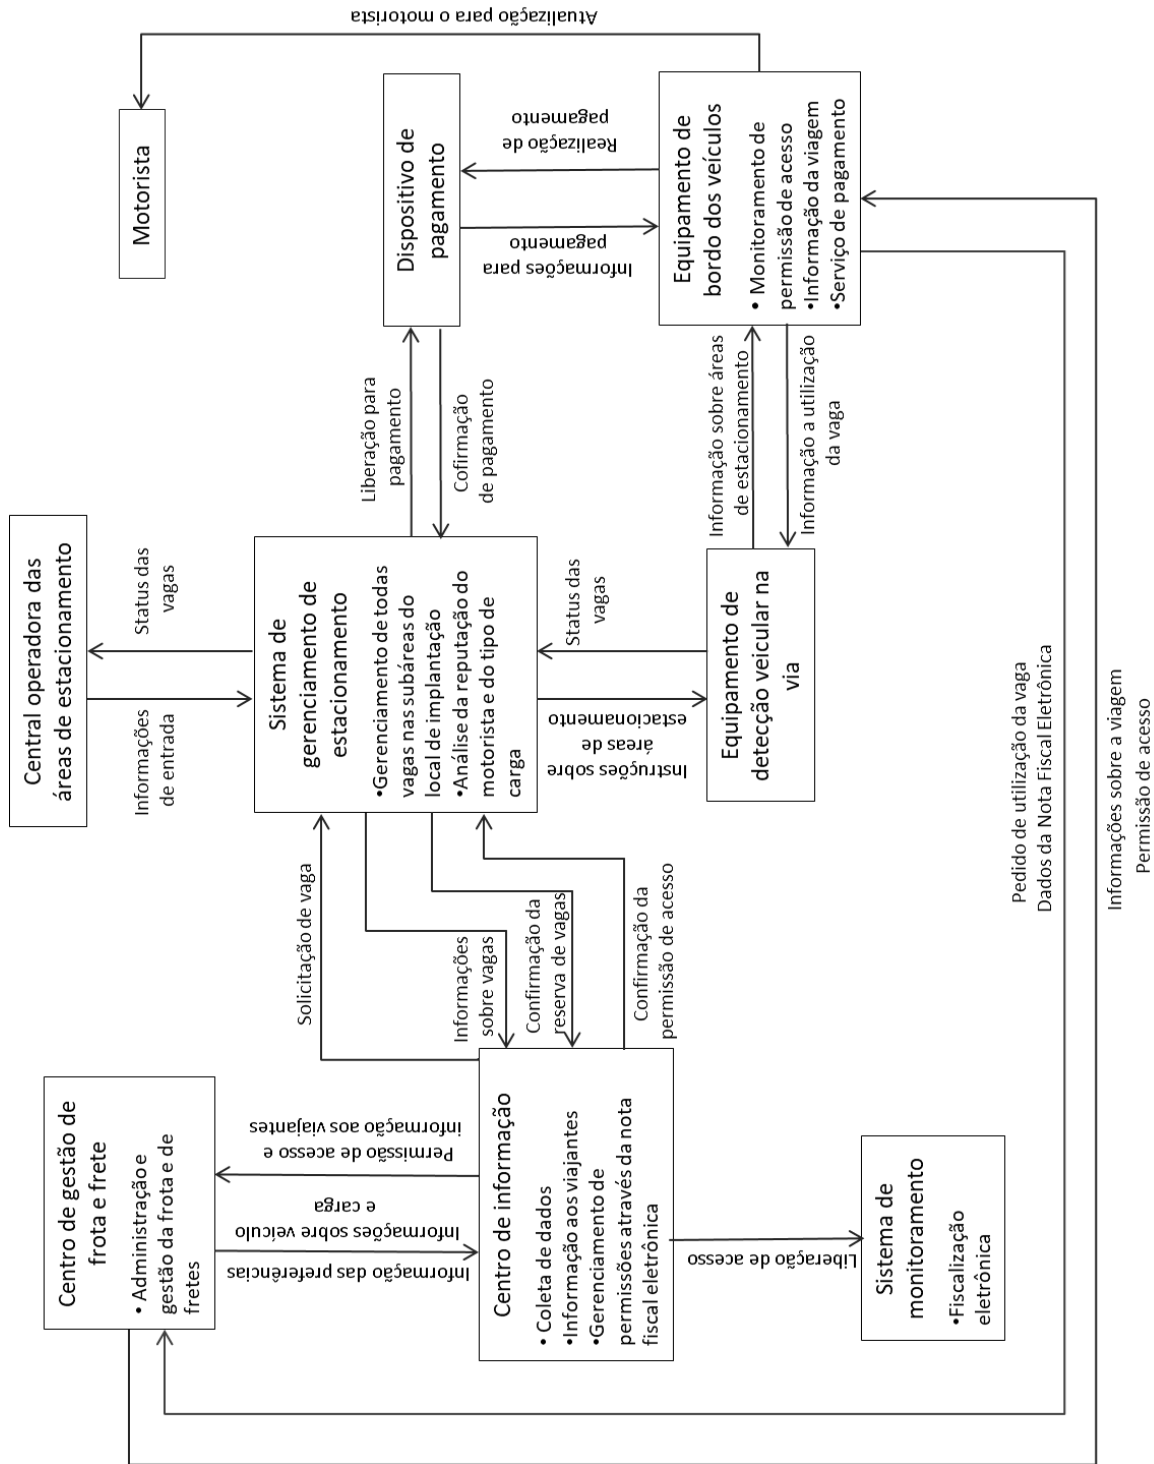 Centro de gestão de
frota e frete
• Administração e
gestão da frota e de
fretes
Central operadora das
áreas de estacionamento
Motorista
Atualização para o motorista
Informações
de entrada
Status das
vagas
Sistema de
gerenciamento de
estacionamento
•Gerenciamento de todas
vagas nas subáreas do
local de implantação
•Análise da reputação do
motorista e do tipo de
carga
Liberação para
pagamento
Cofirmação
de pagamento
Dispositivo de
pagamento
Informações para
pagamento
Realização de
pagamento
Solicitação de vaga
Informações
sobre vagas
Confirmação da
reserva de vagas
Confirmação da
permissão de acesso
Informação das preferências
Informações sobre veículo
e carga
Permissão de acesso e
informação aos viajantes
Centro de informação
• Coleta de dados
•Informação aos viajantes
•Gerenciamento de
permissões através da nota
fiscal eletrônica
Instruções sobre
áreas de
estacionamento
Status das
vagas
Equipamento de
detecção veicular na
via
Informação sobre áreas
de estacionamento
Informação a utilização
da vaga
Equipamento de
bordo dos veículos
• Monitoramento de
permissão de acesso
•Informação da viagem
•Serviço de pagamento
Liberação de acesso
Sistema de
monitoramento
•Fiscalização
eletrônica
Pedido de utilização da vaga
Dados da Nota Fiscal Eletrônica
Informações sobre a viagem
Permissão de acesso